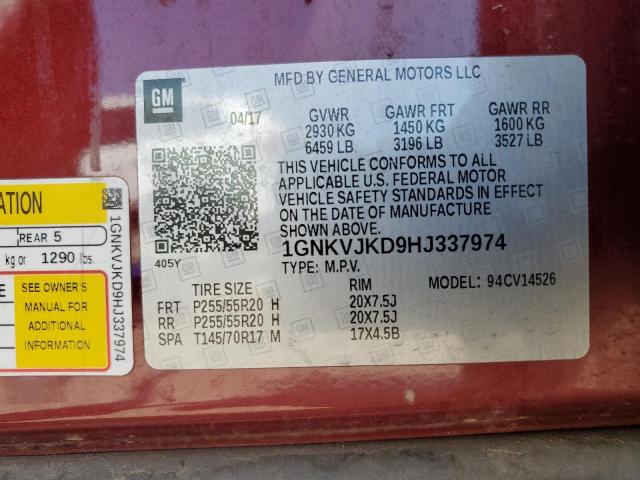 MFD BY GENERAL MOTORS LLC
GM
04/17
GVWR GAWR FRT GAWR RR
2930 KG 1450 KG 1600 KG
6459 LB 3196 LB 3527 LB
THIS VEHICLE CONFORMS TO ALL
APPLICABLE U.S. FEDERAL MOTOR
VEHICLE SAFETY STANDARDS IN EFFECT
ON THE DATE OF MANUFACTURE
SHOWN ABOVE.
1GNKVJKD9HJ337974
405Y
TYPE: M.P.V. MODEL: 94CV14526
TIRE SIZE RIM
FRT P255/55R20 H 20X7.5J
RR P255/55R20 H 20X7.5J
SPA T145/70R17 M 17X4.5B
REAR 5
kg or 1290 lbs.
SEE OWNER'S
MANUAL FOR
ADDITIONAL
INFORMATION
1GNKVJKD9HJ337974